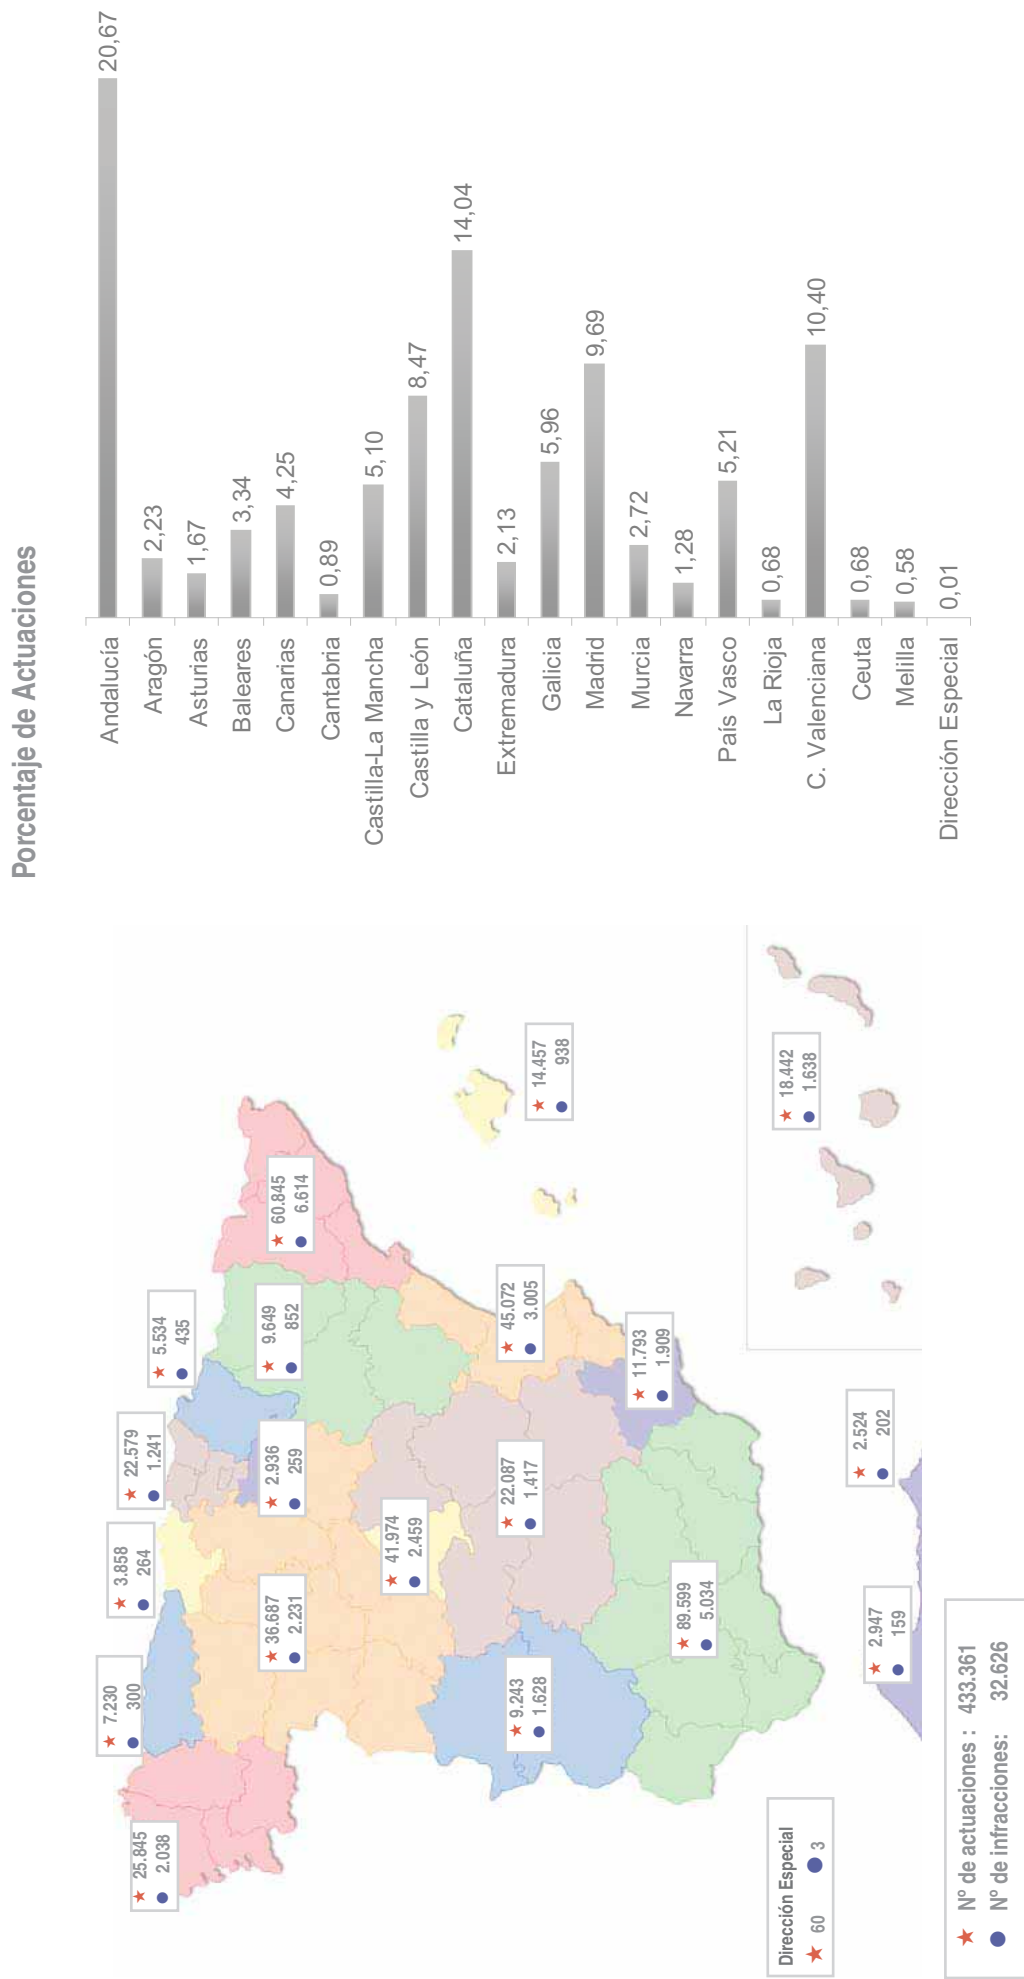 25.845
2.038
7.230
300
3.858
264
22.579
1.241
5.534
435
36.687
2.231
2.936
259
9.649
852
60.845
6.614
41.974
2.459
9.243
1.628
22.087
1.417
45.072
3.005
14.457
938
89.599
5.034
11.793
1.909
18.442
1.638
2.947
159
2.524
202
Dirección Especial
60 3
Nº de actuaciones : 433.361
Nº de infracciones: 32.626
Porcentaje de Actuaciones
Andalucía 20,67
Aragón 2,23
Asturias 1,67
Baleares 3,34
Canarias 4,25
Cantabria 0,89
Castilla-La Mancha 5,10
Castilla y León 8,47
Cataluña 14,04
Extremadura 2,13
Galicia 5,96
Madrid 9,69
Murcia 2,72
Navarra 1,28
País Vasco 5,21
La Rioja 0,68
C. Valenciana 10,40
Ceuta 0,68
Melilla 0,58
Dirección Especial 0,01